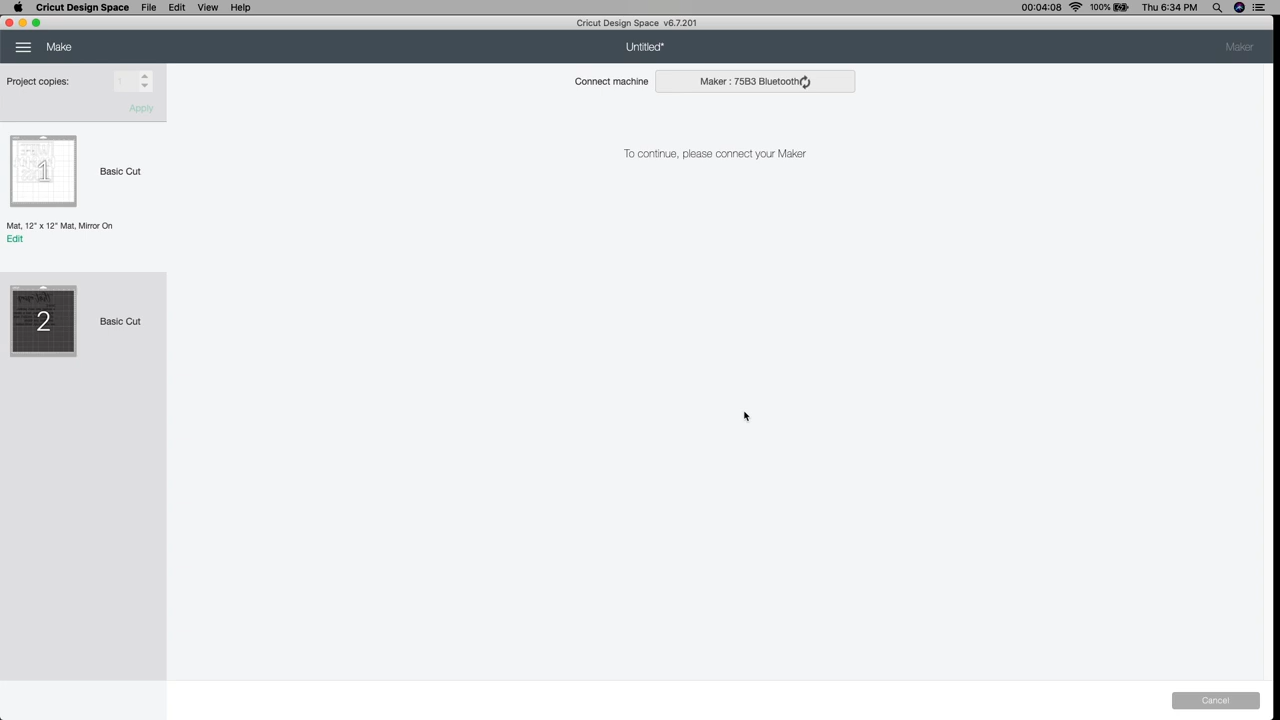 Cricut Design Space File Edit View Help 00:04:08 100% Thu 6:34 PM
Cricut Design Space v6.7.201
Make Untitled* Maker
Project copies: 1 Connect machine Maker : 75B3 Bluetooth
Apply
To continue, please connect your Maker
1 Basic Cut
Mat, 12" x 12" Mat, Mirror On
Edit
2 Basic Cut
Cancel